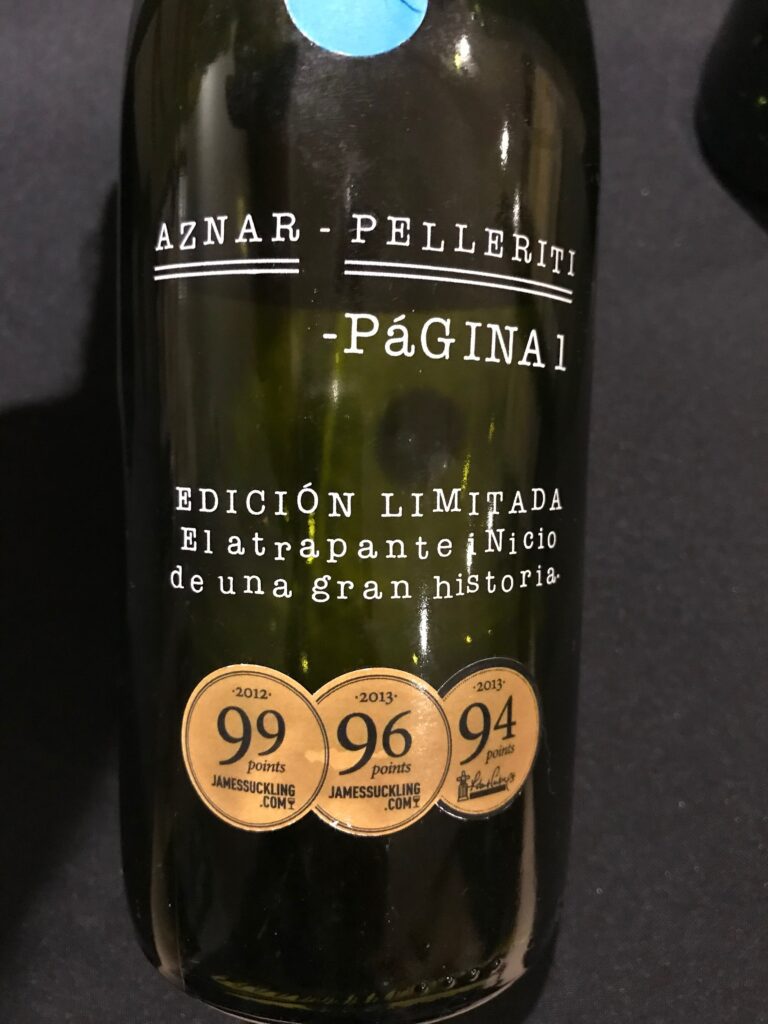 AZNAR - PELLERITI
-PáGINA 1
EDICIÓN LIMITADA
El atrapante iNicio
de una gran historia.
·2012·
99
points
JAMESSUCKLING
.COM
·2013·
96
points
JAMESSUCKLING
.COM
·2013·
94
points